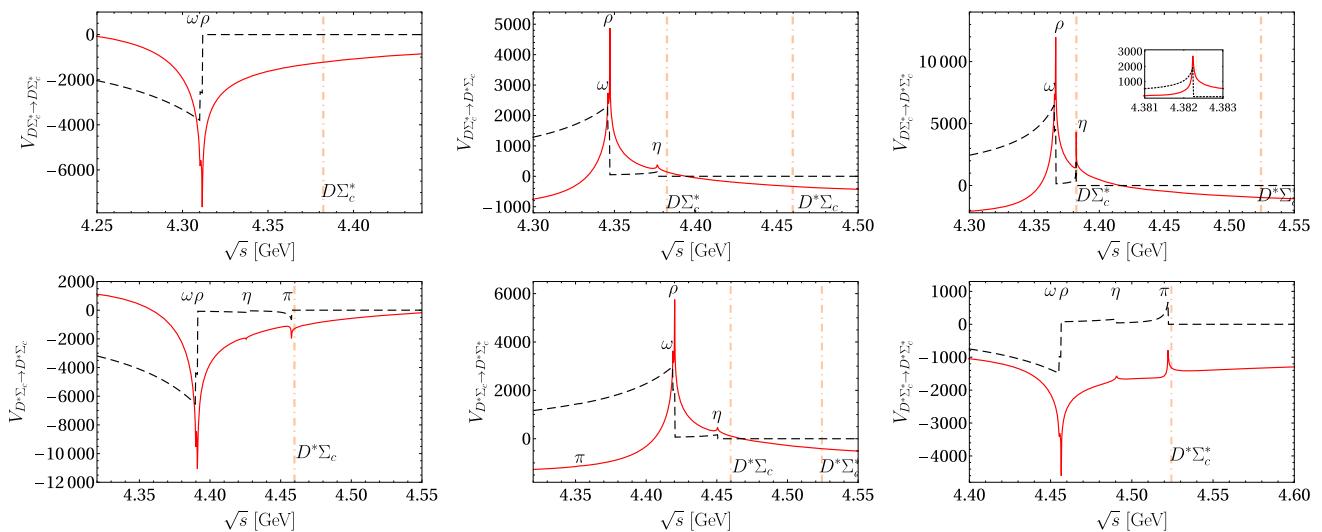 V_{DΣ_c^*→DΣ_c^*}
0
−2000
−4000
−6000
ω ρ
DΣ_c^*
4.25 4.30 4.35 4.40
√s [GeV]
V_{DΣ_c^*→D^*Σ_c}
5000
4000
3000
2000
1000
0
−1000
ρ
ω
η
DΣ_c^* D^*Σ_c
4.30 4.35 4.40 4.45 4.50
√s [GeV]
V_{DΣ_c^*→D^*Σ_c^*}
10 000
5000
0
ρ
ω
η
3000
2000
1000
4.381 4.382 4.383
DΣ_c^* D^*Σ_c^*
4.35 4.40 4.45 4.50 4.55
√s [GeV]
V_{D^*Σ_c→D^*Σ_c}
2000
0
−2000
−4000
−6000
−8000
−10 000
−12 000
ω ρ η π
D^*Σ_c
4.35 4.40 4.45 4.50 4.55
√s [GeV]
V_{D^*Σ_c→D^*Σ_c^*}
6000
4000
2000
0
ρ
ω
η
π
D^*Σ_c D^*Σ_c^*
4.35 4.40 4.45 4.50 4.55
√s [GeV]
V_{D^*Σ_c^*→D^*Σ_c^*}
1000
0
−1000
−2000
−3000
−4000
ω ρ η π
D^*Σ_c^*
4.40 4.45 4.50 4.55 4.60
√s [GeV]